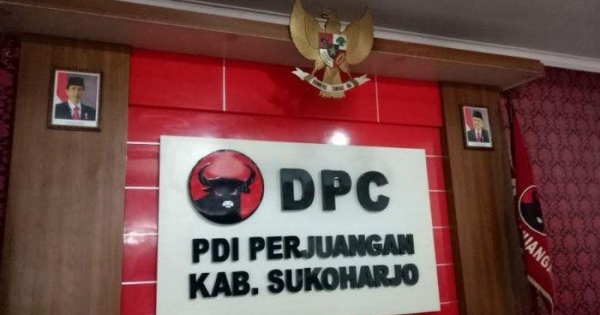 DPC
PDI PERJUANGAN
KAB. SUKOHARJO